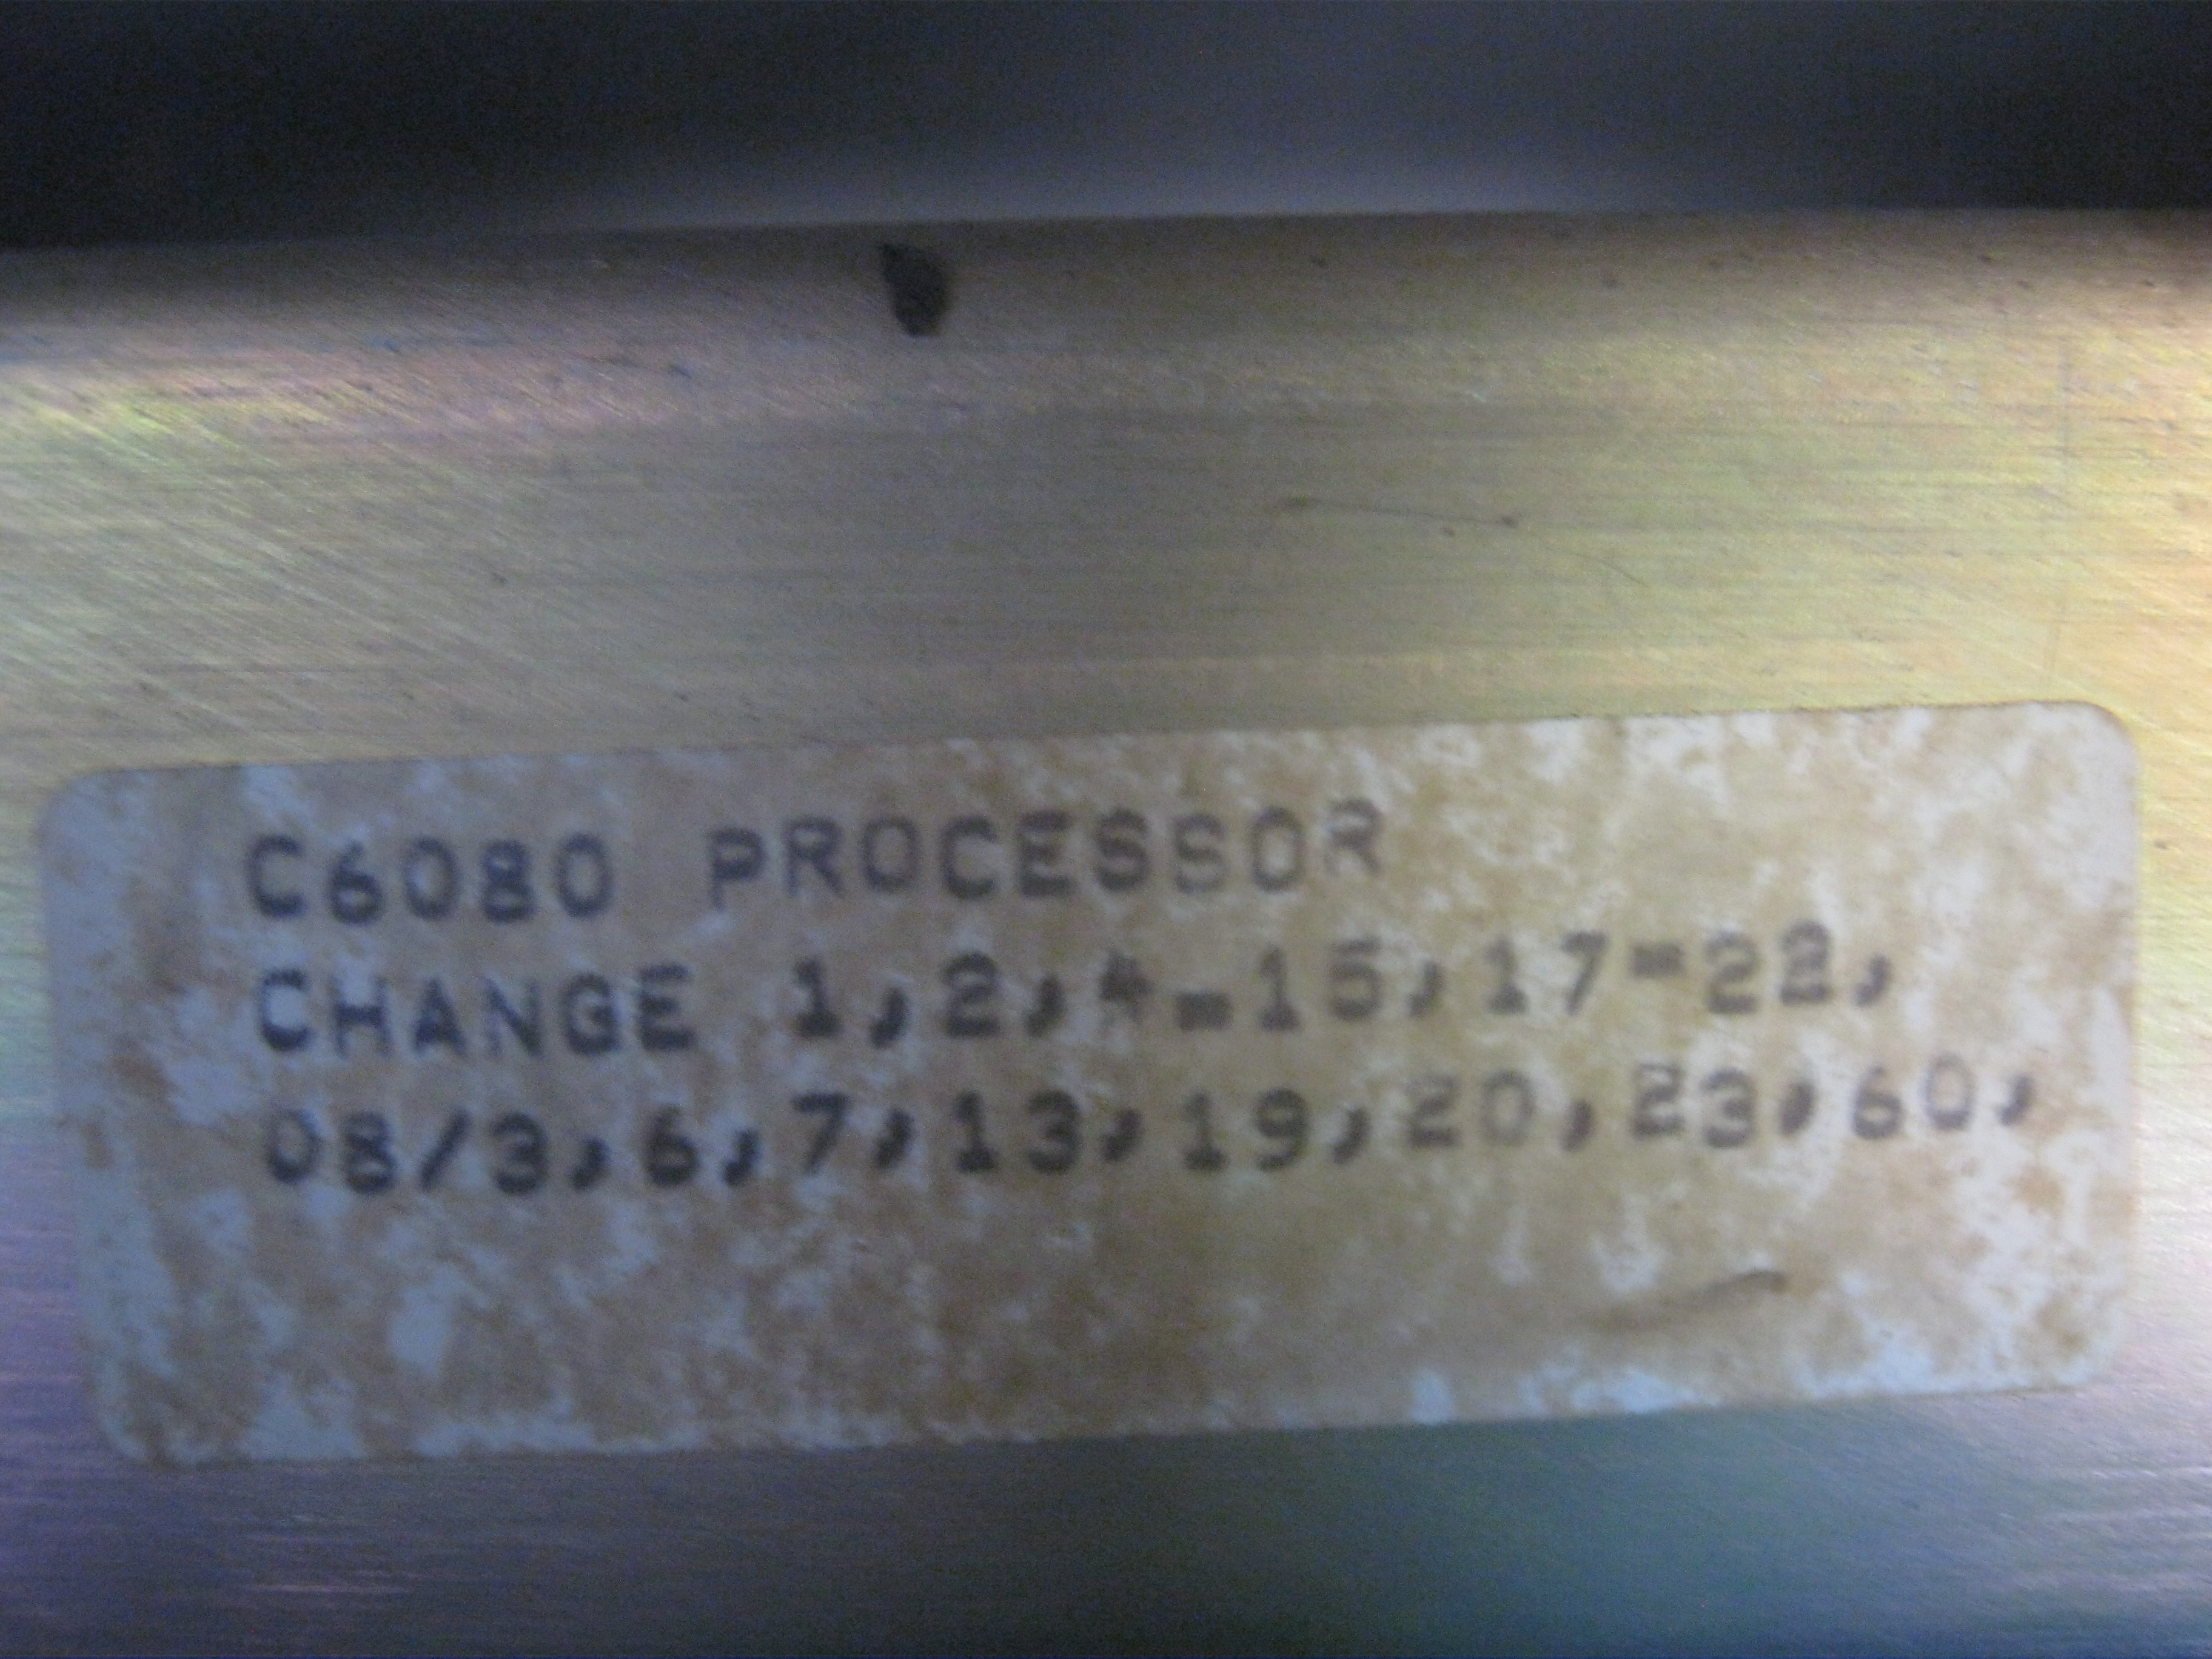 C6080 PROCESSOR
CHANGE 1,2,4-15,17-22,
08/3,6,7,13,19,20,23,60,